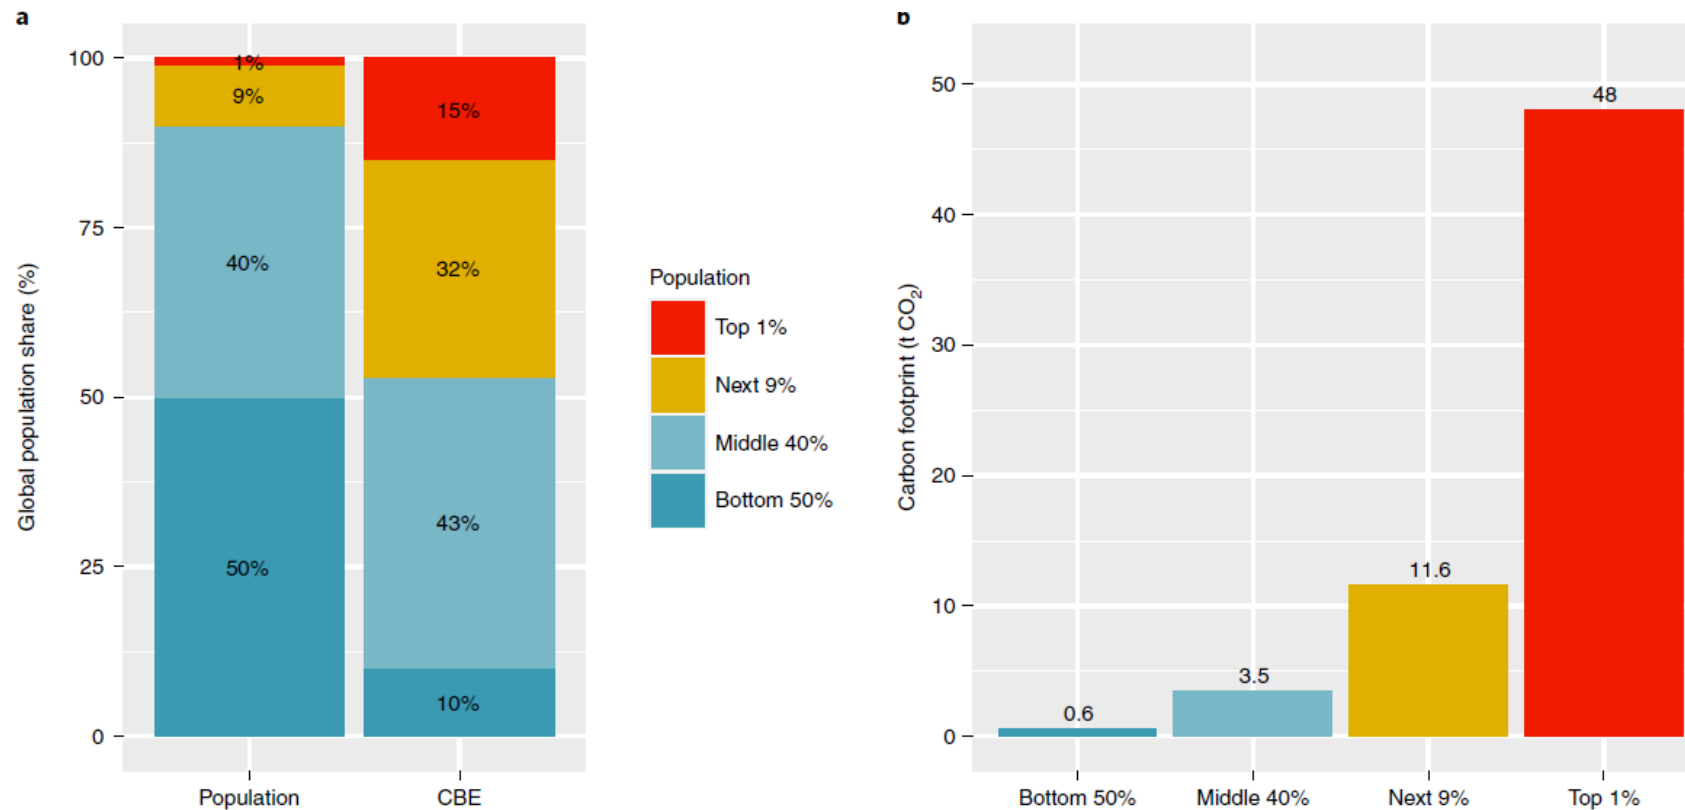 a
100
75
50
25
0
Global population share (%)
1%
9%
40%
50%
15%
32%
43%
10%
Population
CBE
Population
Top 1%
Next 9%
Middle 40%
Bottom 50%
b
50
40
30
20
10
0
Carbon footprint (t CO₂)
0.6
3.5
11.6
48
Bottom 50%
Middle 40%
Next 9%
Top 1%